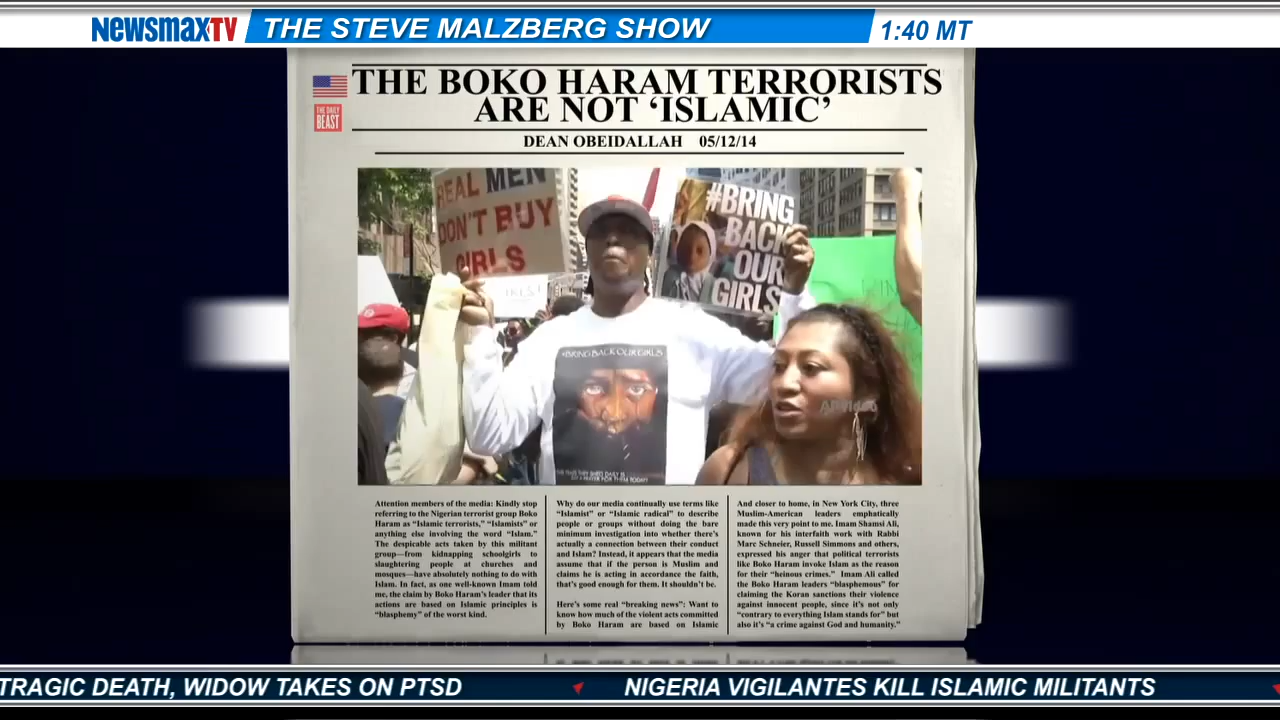 NEWSMAXTV THE STEVE MALZBERG SHOW 1:40 MT
THE BOKO HARAM TERRORISTS
ARE NOT ‘ISLAMIC’
THE DAILY
BEAST
DEAN OBEIDALLAH 05/12/14
REAL MEN
DON'T BUY
GIRLS
#BRING
BACK
OUR
GIRLS
#BRING BACK OUR GIRLS
Attention members of the media: Kindly stop
referring to the Nigerian terrorist group Boko
Haram as “Islamic terrorists,” “Islamists” or
anything else involving the word “Islam.”
The despicable acts taken by this militant
group—from kidnapping schoolgirls to
slaughtering people at churches and
mosques—have absolutely nothing to do with
Islam. In fact, as one well-known Imam told
me, the claim by Boko Haram’s leader that its
actions are based on Islamic principles is
“blasphemy” of the worst kind.
Why do our media continually use terms like
“Islamist” or “Islamic radical” to describe
people or groups without doing the bare
minimum investigation into whether there’s
actually a connection between their conduct
and Islam? Instead, it appears that the media
assume that if the person is Muslim and
claims he is acting in accordance the faith,
that’s good enough for them. It shouldn’t be.
Here’s some real “breaking news”: Want to
know how much of the violent acts committed
by Boko Haram are based on Islamic
And closer to home, in New York City, three
Muslim-American leaders emphatically
made this very point to me. Imam Shamsi Ali,
known for his interfaith work with Rabbi
Marc Schneier, Russell Simmons and others,
expressed his anger that political terrorists
like Boko Haram invoke Islam as the reason
for their “heinous crimes.” Imam Ali called
the Boko Haram leaders “blasphemous” for
claiming the Koran sanctions their violence
against innocent people, since it’s not only
“contrary to everything Islam stands for” but
also it’s “a crime against God and humanity.”
TRAGIC DEATH, WIDOW TAKES ON PTSD NIGERIA VIGILANTES KILL ISLAMIC MILITANTS